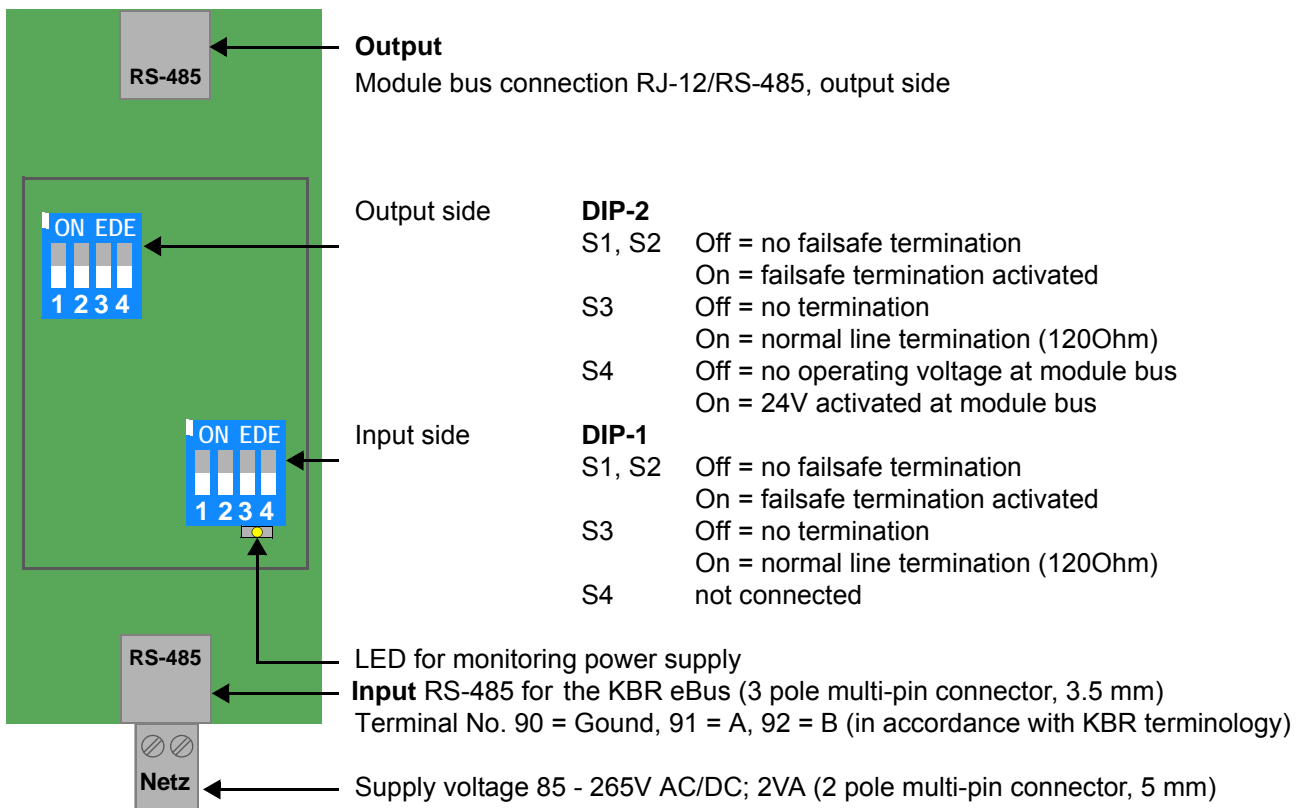 RS-485
Output
Module bus connection RJ-12/RS-485, output side
ON EDE
1 2 3 4
Output side DIP-2
S1, S2 Off = no failsafe termination
On = failsafe termination activated
S3 Off = no termination
On = normal line termination (120Ohm)
S4 Off = no operating voltage at module bus
On = 24V activated at module bus
ON EDE
1 2 3 4
Input side DIP-1
S1, S2 Off = no failsafe termination
On = failsafe termination activated
S3 Off = no termination
On = normal line termination (120Ohm)
S4 not connected
RS-485
LED for monitoring power supply
Input RS-485 for the KBR eBus (3 pole multi-pin connector, 3.5 mm)
Terminal No. 90 = Gound, 91 = A, 92 = B (in accordance with KBR terminology)
Netz
Supply voltage 85 - 265V AC/DC; 2VA (2 pole multi-pin connector, 5 mm)